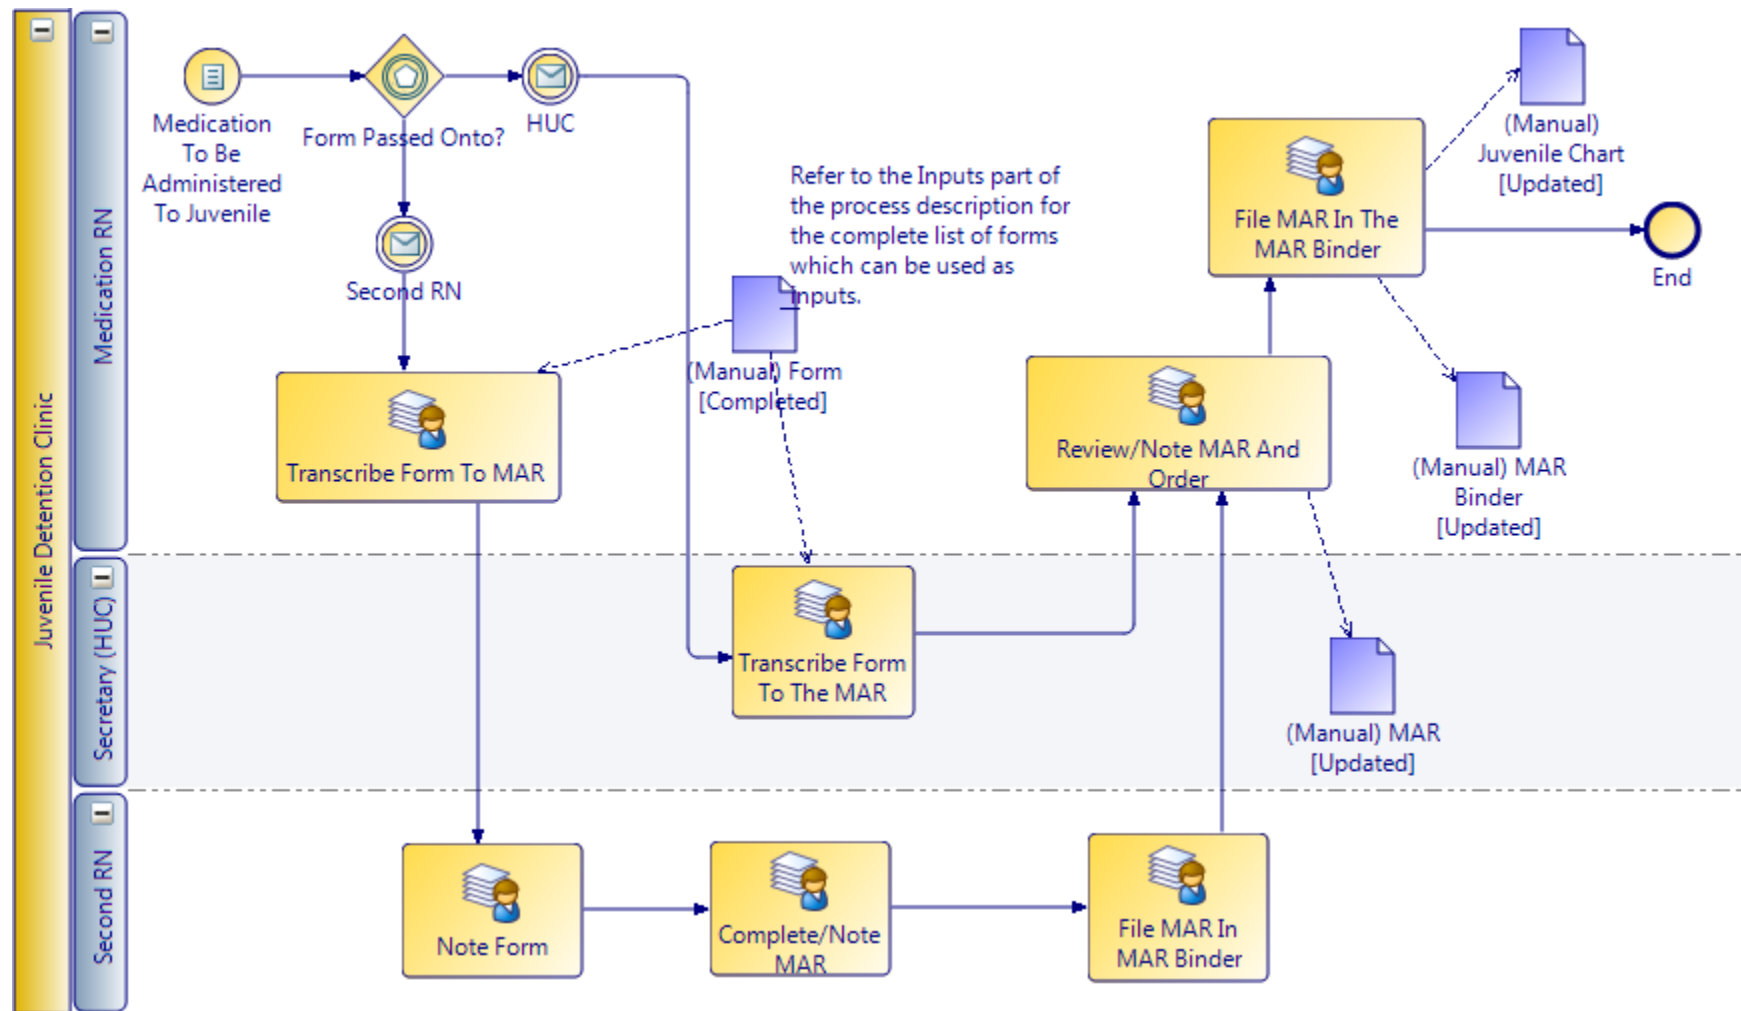 Juvenile Detention Clinic
Medication RN
Medication
To Be
Administered
To Juvenile
Form Passed Onto?
HUC
Second RN
Refer to the Inputs part of
the process description for
the complete list of forms
which can be used as
inputs.
(Manual) Form
[Completed]
Transcribe Form To MAR
Review/Note MAR And
Order
File MAR In The
MAR Binder
(Manual)
Juvenile Chart
[Updated]
End
(Manual) MAR
Binder
[Updated]
Secretary (HUC)
Transcribe Form
To The MAR
(Manual) MAR
[Updated]
Second RN
Note Form
Complete/Note
MAR
File MAR In
MAR Binder